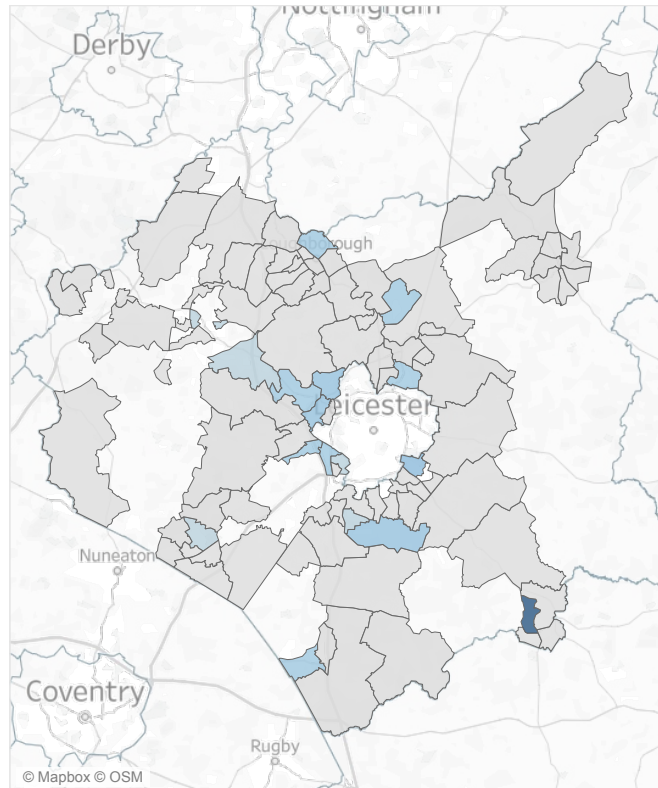 Nottingham
Derby
Loughborough
Leicester
Nuneaton
Coventry
Rugby
© Mapbox © OSM